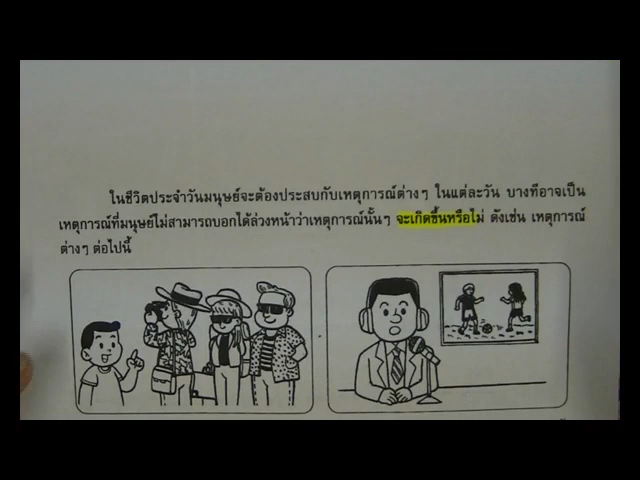 ในชีวิตประจำวันมนุษย์จะต้องประสบกับเหตุการณ์ต่างๆ ในแต่ละวัน บางทีอาจเป็น
เหตุการณ์ที่มนุษย์ไม่สามารถบอกได้ล่วงหน้าว่าเหตุการณ์นั้นๆ จะเกิดขึ้นหรือไม่ ดังเช่น เหตุการณ์
ต่างๆ ต่อไปนี้